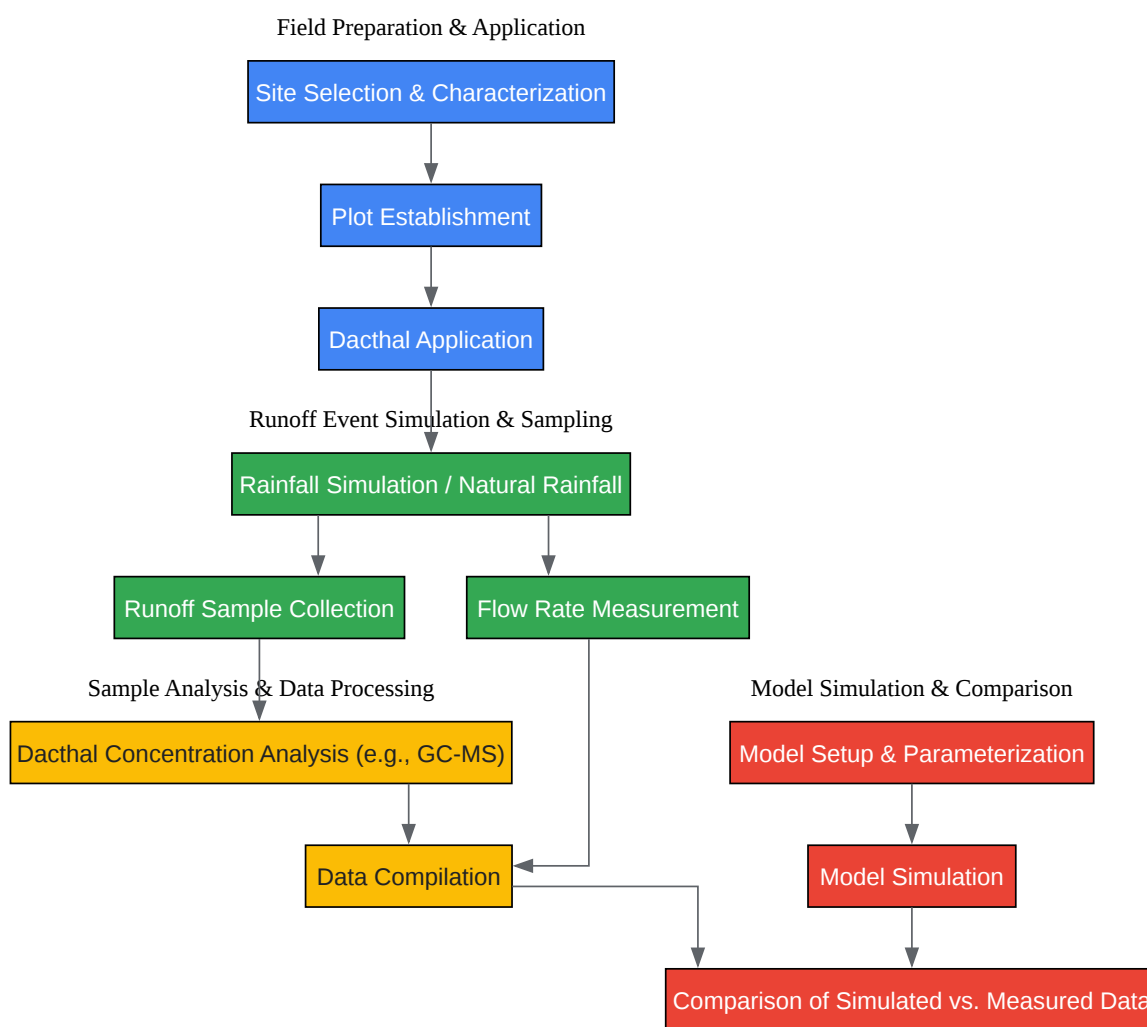 Field Preparation & Application
Site Selection & Characterization
Plot Establishment
Dacthal Application
Runoff Event Simulation & Sampling
Rainfall Simulation / Natural Rainfall
Runoff Sample Collection
Flow Rate Measurement
Sample Analysis & Data Processing
Model Simulation & Comparison
Dacthal Concentration Analysis (e.g., GC-MS)
Model Setup & Parameterization
Data Compilation
Model Simulation
Comparison of Simulated vs. Measured Data